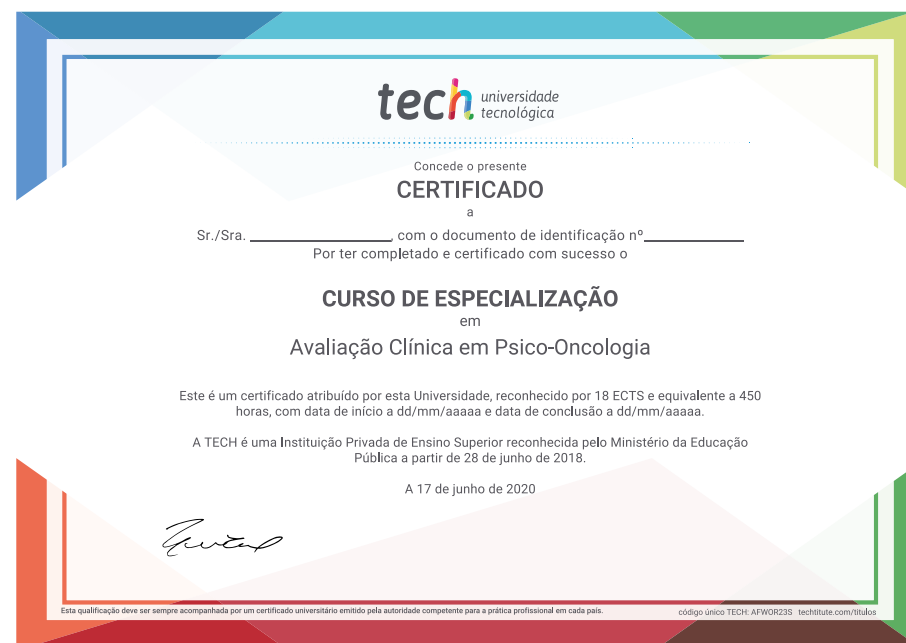 tech universidade
tecnológica
Concede o presente
CERTIFICADO
a
Sr./Sra. ____________________, com o documento de identificação nº______________
Por ter completado e certificado com sucesso o
CURSO DE ESPECIALIZAÇÃO
em
Avaliação Clínica em Psico-Oncologia
Este é um certificado atribuído por esta Universidade, reconhecido por 18 ECTS e equivalente a 450
horas, com data de início a dd/mm/aaaaa e data de conclusão a dd/mm/aaaaa.
A TECH é uma Instituição Privada de Ensino Superior reconhecida pelo Ministério da Educação
Pública a partir de 28 de junho de 2018.
A 17 de junho de 2020
Esta qualificação deve ser sempre acompanhada por um certificado universitário emitido pela autoridade competente para a prática profissional em cada país.
código único TECH: AFWOR23S techtitute.com/titulos